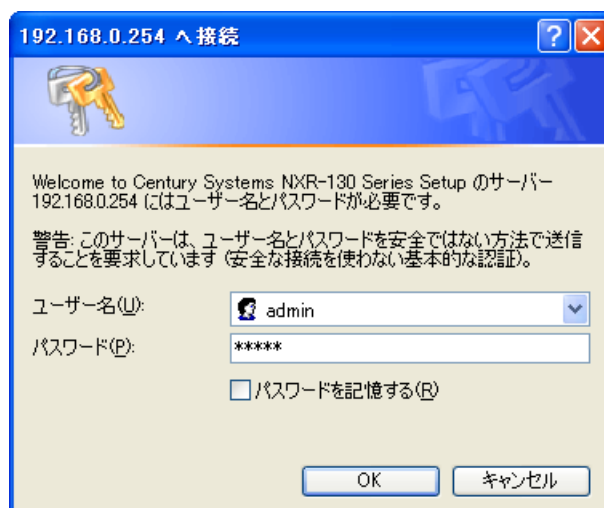 192.168.0.254 へ接続
Welcome to Century Systems NXR-130 Series Setup のサーバー
192.168.0.254 にはユーザー名とパスワードが必要です。
警告: このサーバーは、ユーザー名とパスワードを安全ではない方法で送信
することを要求しています (安全な接続を使わない基本的な認証)。
ユーザー名(U):
admin
パスワード(P):
*****
パスワードを記憶する(R)
OK
キャンセル